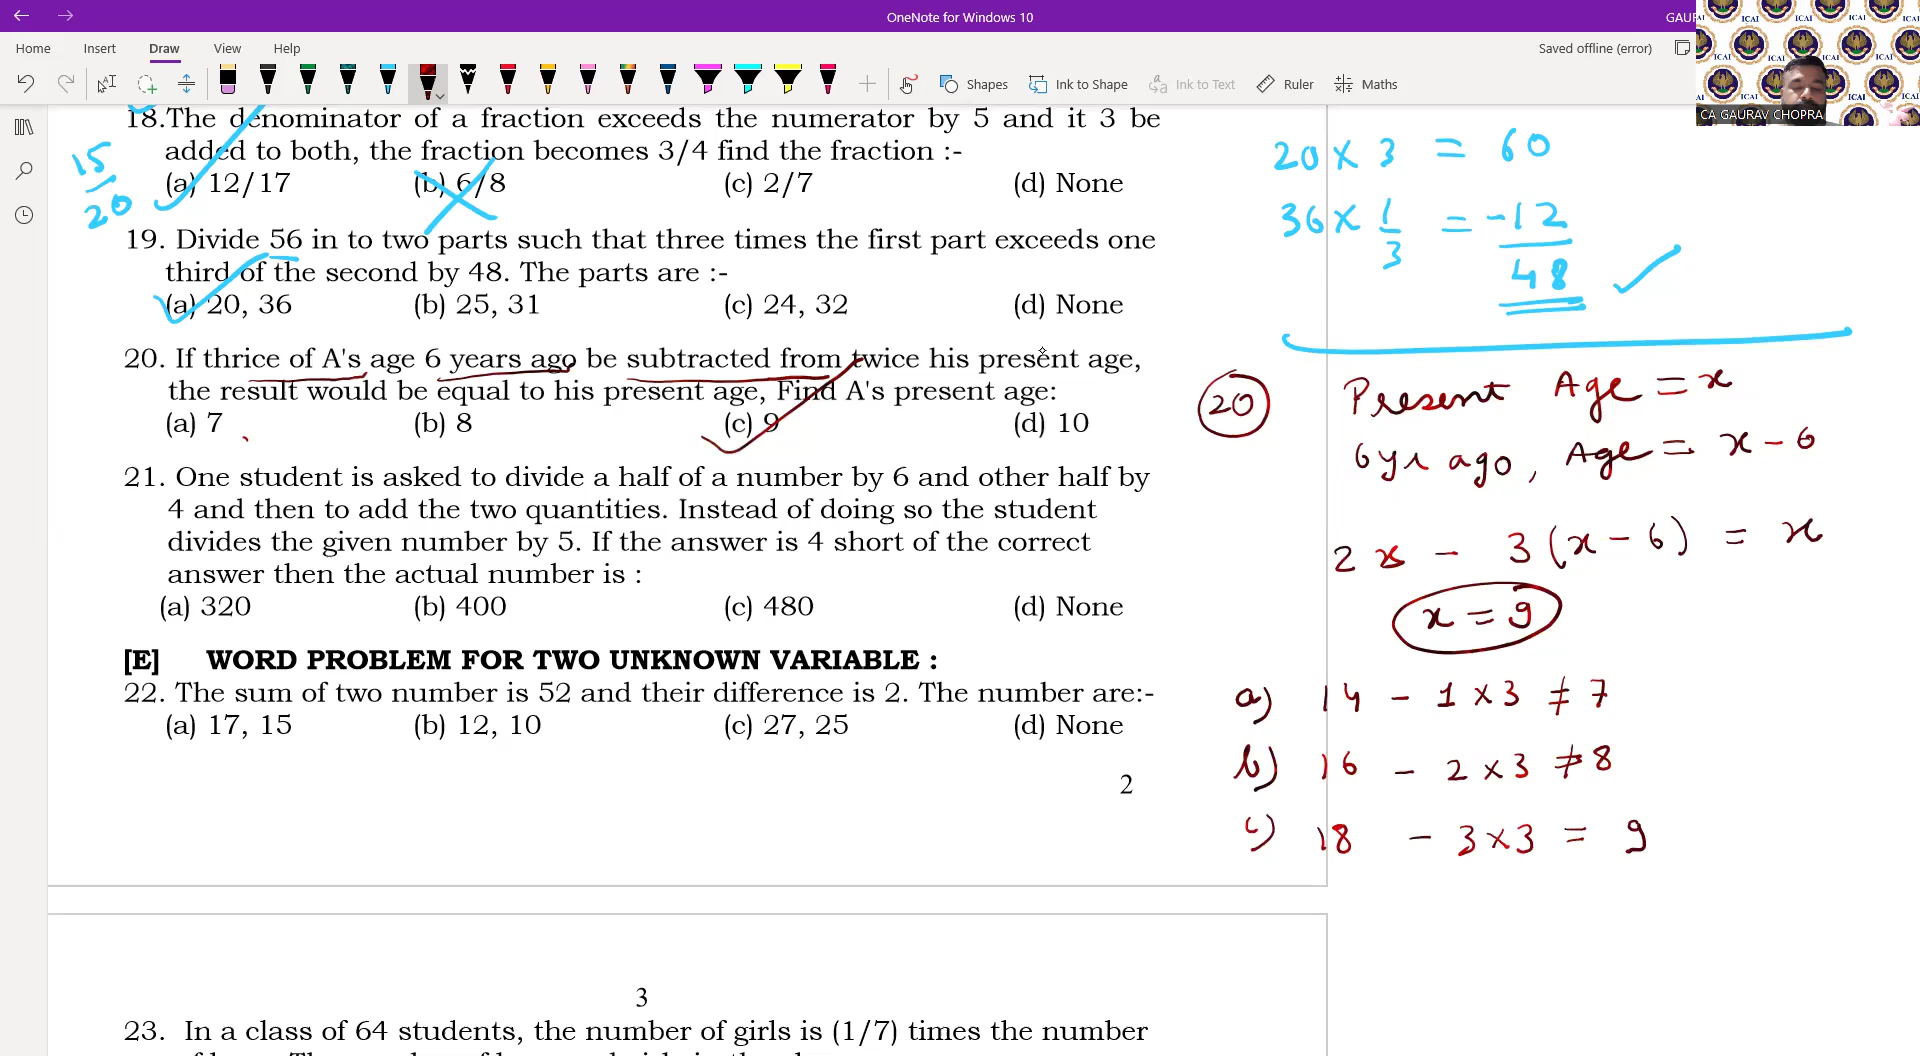 OneNote for Windows 10
GAUR
Home Insert Draw View Help
Saved offline (error)
Shapes Ink to Shape Ink to Text Ruler Maths
CA GAURAV CHOPRA
18.The denominator of a fraction exceeds the numerator by 5 and it 3 be
added to both, the fraction becomes 3/4 find the fraction :-
(a) 12/17 (b) 6/8 (c) 2/7 (d) None
15
20
19. Divide 56 in to two parts such that three times the first part exceeds one
third of the second by 48. The parts are :-
(a) 20, 36 (b) 25, 31 (c) 24, 32 (d) None
20. If thrice of A's age 6 years ago be subtracted from twice his present age,
the result would be equal to his present age, Find A's present age:
(a) 7 (b) 8 (c) 9 (d) 10
21. One student is asked to divide a half of a number by 6 and other half by
4 and then to add the two quantities. Instead of doing so the student
divides the given number by 5. If the answer is 4 short of the correct
answer then the actual number is :
(a) 320 (b) 400 (c) 480 (d) None
[E] WORD PROBLEM FOR TWO UNKNOWN VARIABLE :
22. The sum of two number is 52 and their difference is 2. The number are:-
(a) 17, 15 (b) 12, 10 (c) 27, 25 (d) None
2
3
23. In a class of 64 students, the number of girls is (1/7) times the number
20 × 3 = 60
36 × 1/3 = -12
48
20 Present Age = x
6 yr ago, Age = x - 6
2x - 3(x - 6) = x
x = 9
a) 14 - 1 × 3 ≠ 7
b) 16 - 2 × 3 ≠ 8
c) 18 - 3 × 3 = 9